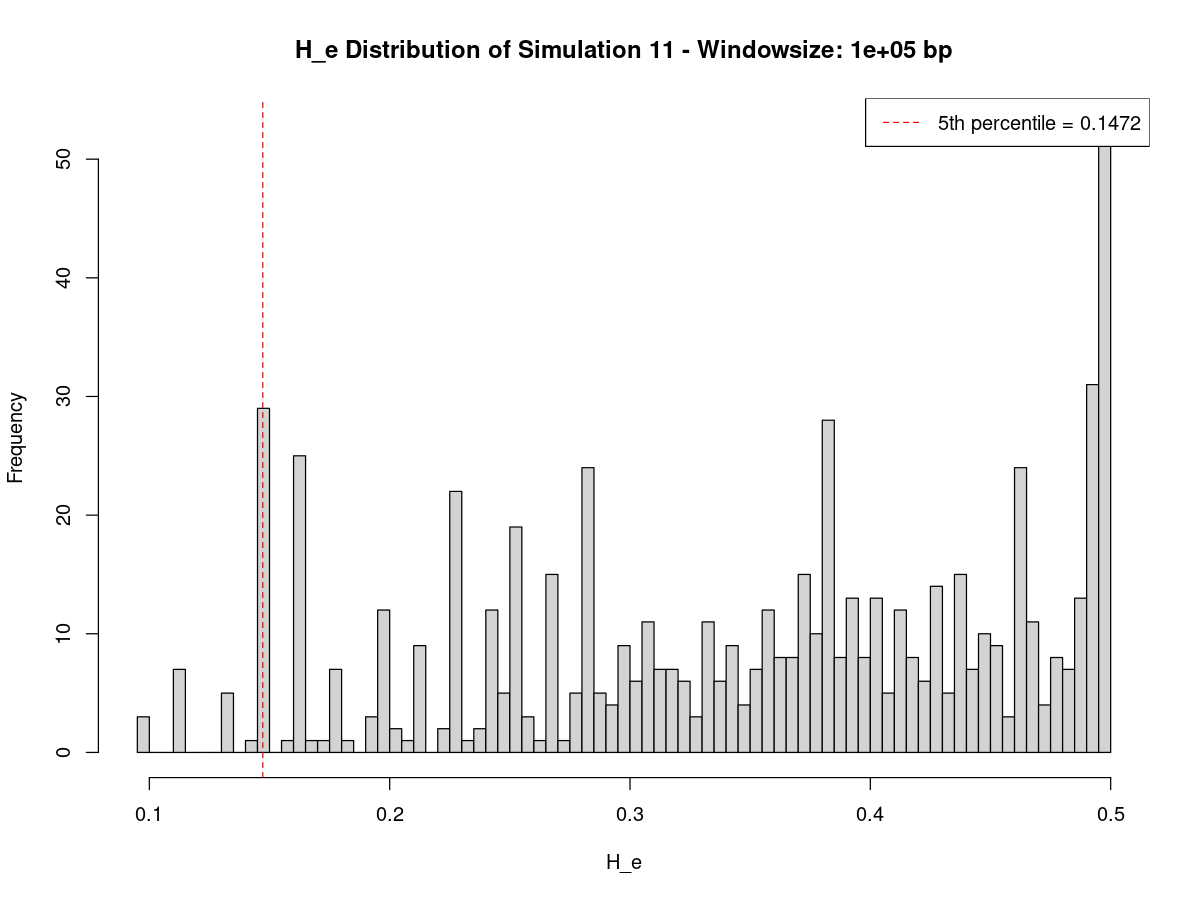 H_e Distribution of Simulation 11 - Windowsize: 1e+05 bp
5th percentile = 0.1472
Frequency
50
40
30
20
10
0
0.1 0.2 0.3 0.4 0.5
H_e